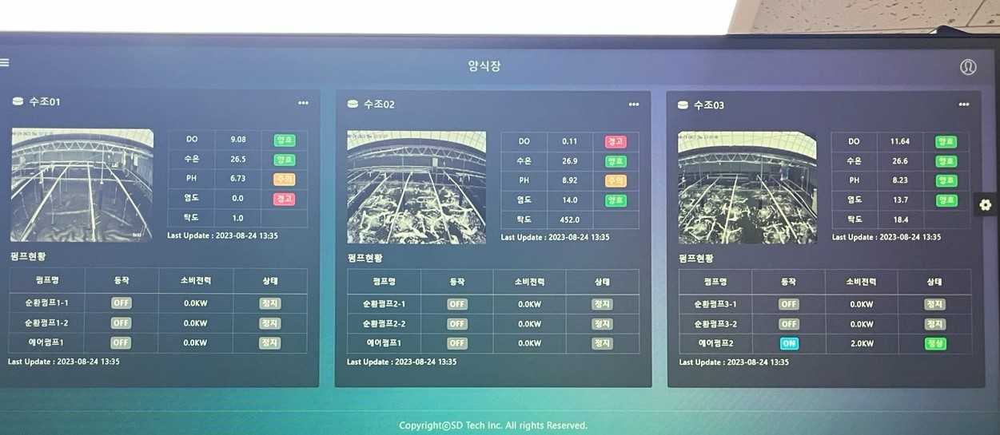 양식장
수조01
DO 9.08 양호
수온 26.5 양호
PH 6.73 주의
염도 0.0 경고
탁도 1.0
Last Update : 2023-08-24 13:35
펌프현황
펌프명 동작 소비전력 상태
순환펌프1-1 OFF 0.0KW 정지
순환펌프1-2 OFF 0.0KW 정지
에어펌프1 OFF 0.0KW 정지
Last Update : 2023-08-24 13:35
수조02
DO 0.11 경고
수온 26.9 양호
PH 8.92 주의
염도 14.0 양호
탁도 452.0
Last Update : 2023-08-24 13:35
펌프현황
펌프명 동작 소비전력 상태
순환펌프2-1 OFF 0.0KW 정지
순환펌프2-2 OFF 0.0KW 정지
에어펌프1 OFF 0.0KW 정지
Last Update : 2023-08-24 13:35
수조03
DO 11.64 양호
수온 26.6 양호
PH 8.23 양호
염도 13.7 양호
탁도 18.4
Last Update : 2023-08-24 13:35
펌프현황
펌프명 동작 소비전력 상태
순환펌프3-1 OFF 0.0KW 정지
순환펌프3-2 OFF 0.0KW 정지
에어펌프2 ON 2.0KW 정상
Last Update : 2023-08-24 13:35
CopyrightⓒSD Tech Inc. All rights Reserved.